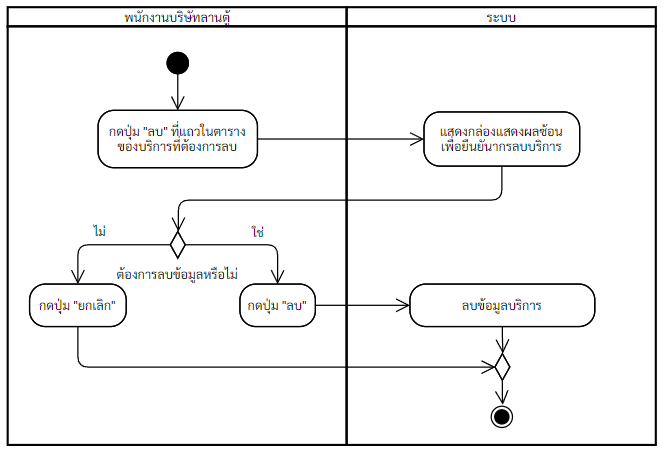 พนักงานบริษัทลานตู้
ระบบ
กดปุ่ม "ลบ" ที่แถวในตาราง
ของบริการที่ต้องการลบ
แสดงกล่องแสดงผลซ้อน
เพื่อยืนยันากรลบบริการ
ไม่
ใช่
ต้องการลบข้อมูลหรือไม่
กดปุ่ม "ยกเลิก"
กดปุ่ม "ลบ"
ลบข้อมูลบริการ